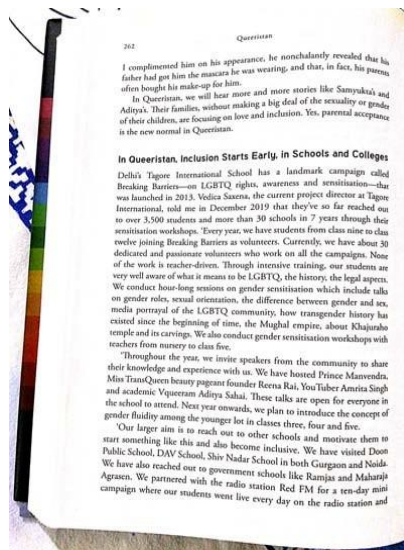 262
Queeristan
I complimented him on his appearance, he nonchalantly revealed that his
father had got him the mascara he was wearing, and that, in fact, his parents
often bought his make-up for him.
In Queeristan, we will hear more and more stories like Samyukta's and
Aditya's. Their families, without making a big deal of the sexuality or gender
of their children, are focusing on love and inclusion. Yes, parental acceptance
is the new normal in Queeristan.
In Queeristan, Inclusion Starts Early, in Schools and Colleges
Delhi's Tagore International School has a landmark campaign called
Breaking Barriers—on LGBTQ rights, awareness and sensitisation—that
was launched in 2013. Vedica Saxena, the current project director at Tagore
International, told me in December 2019 that they've so far reached out
to over 3,500 students and more than 30 schools in 7 years through their
sensitisation workshops. 'Every year, we have students from class nine to class
twelve joining Breaking Barriers as volunteers. Currently, we have about 30
dedicated and passionate volunteers who work on all the campaigns. None
of the work is teacher-driven. Through intensive training, our students are
very well aware of what it means to be LGBTQ, the history, the legal aspects.
We conduct hour-long sessions on gender sensitisation which include talks
on gender roles, sexual orientation, the difference between gender and sex,
media portrayal of the LGBTQ community, how transgender history has
existed since the beginning of time, the Mughal empire, about Khajuraho
temple and its carvings. We also conduct gender sensitisation workshops with
teachers from nursery to class five.
'Throughout the year, we invite speakers from the community to share
their knowledge and experience with us. We have hosted Prince Manvendra,
Miss TransQueen beauty pageant founder Reena Rai, YouTuber Amrita Singh
and academic Vqueeram Aditya Sahai. These talks are open for everyone in
the school to attend. Next year onwards, we plan to introduce the concept of
gender fluidity among the younger lot in classes three, four and five.
'Our larger aim is to reach out to other schools and motivate them to
start something like this and also become inclusive. We have visited Doon
Public School, DAV School, Shiv Nadar School in both Gurgaon and Noida.
We have also reached out to government schools like Ramjas and Maharaja
Agrasen. We partnered with the radio station Red FM for a ten-day mini
campaign where our students went live every day on the radio station and